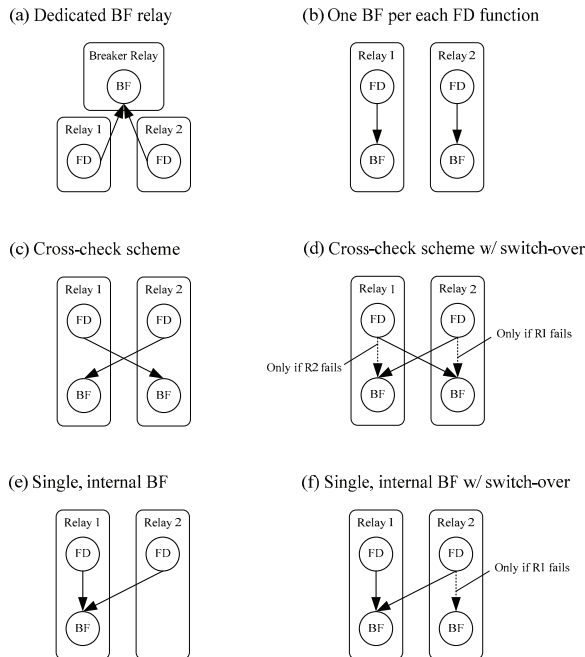 (a) Dedicated BF relay
Breaker Relay
BF
Relay 1
FD
Relay 2
FD
(b) One BF per each FD function
Relay 1
FD
BF
Relay 2
FD
BF
(c) Cross-check scheme
Relay 1
FD
BF
Relay 2
FD
BF
(d) Cross-check scheme w/ switch-over
Relay 1
FD
Only if R2 fails
BF
Relay 2
FD
Only if R1 fails
BF
(e) Single, internal BF
Relay 1
FD
BF
Relay 2
FD
(f) Single, internal BF w/ switch-over
Relay 1
FD
BF
Relay 2
FD
Only if R1 fails
BF